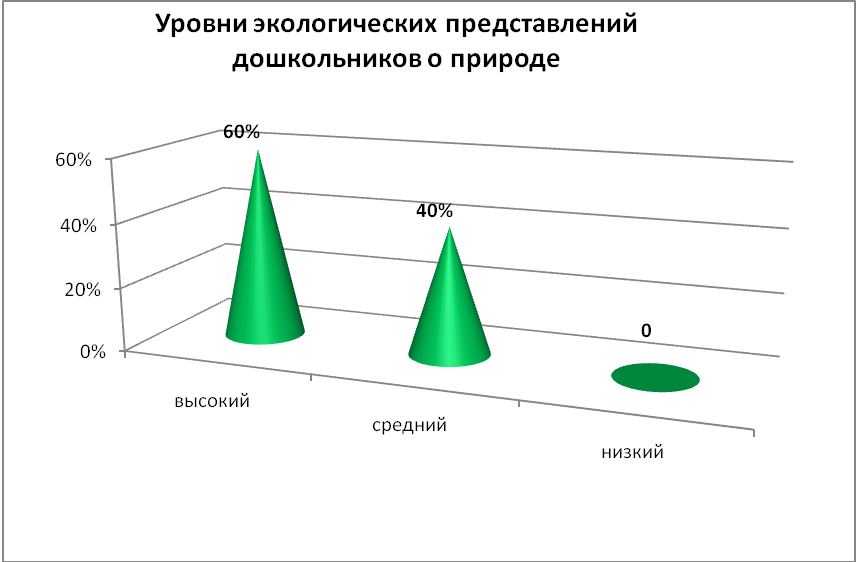 Уровни экологических представлений
дошкольников о природе
60%
60%
40%
40%
20%
0
0%
высокий
средний
низкий